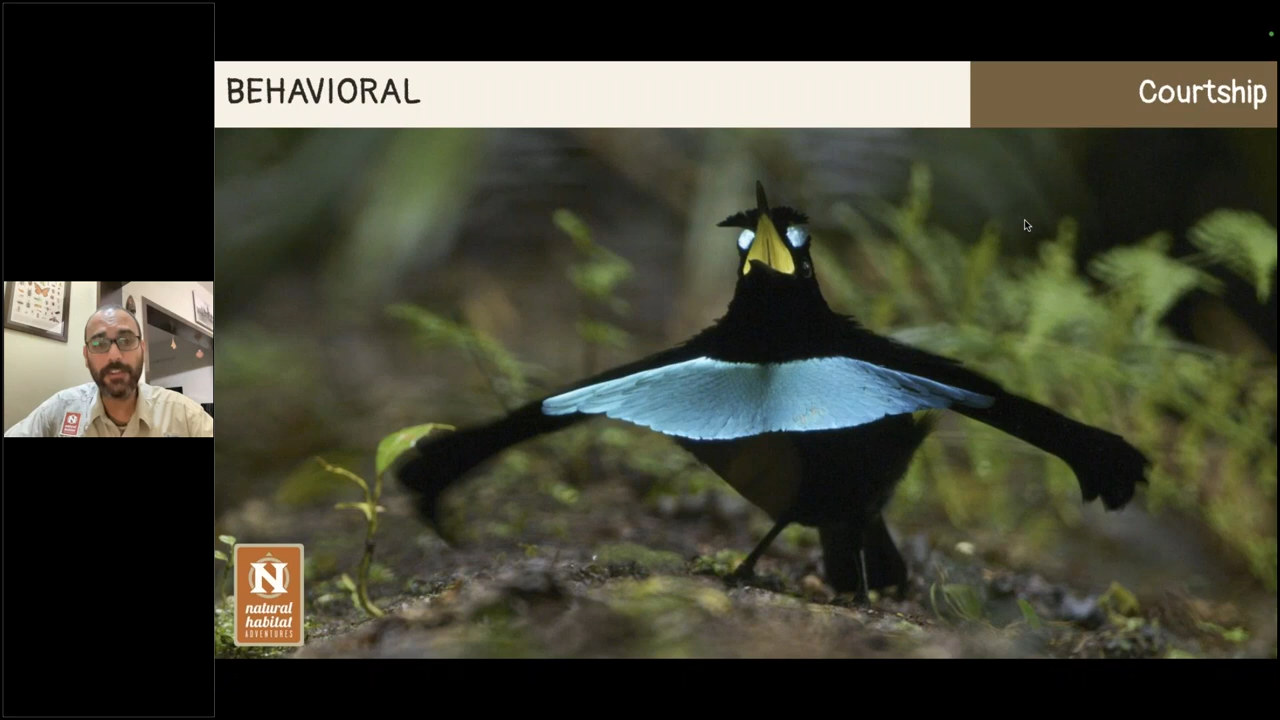 BEHAVIORAL
Courtship
N
natural
habitat
ADVENTURES